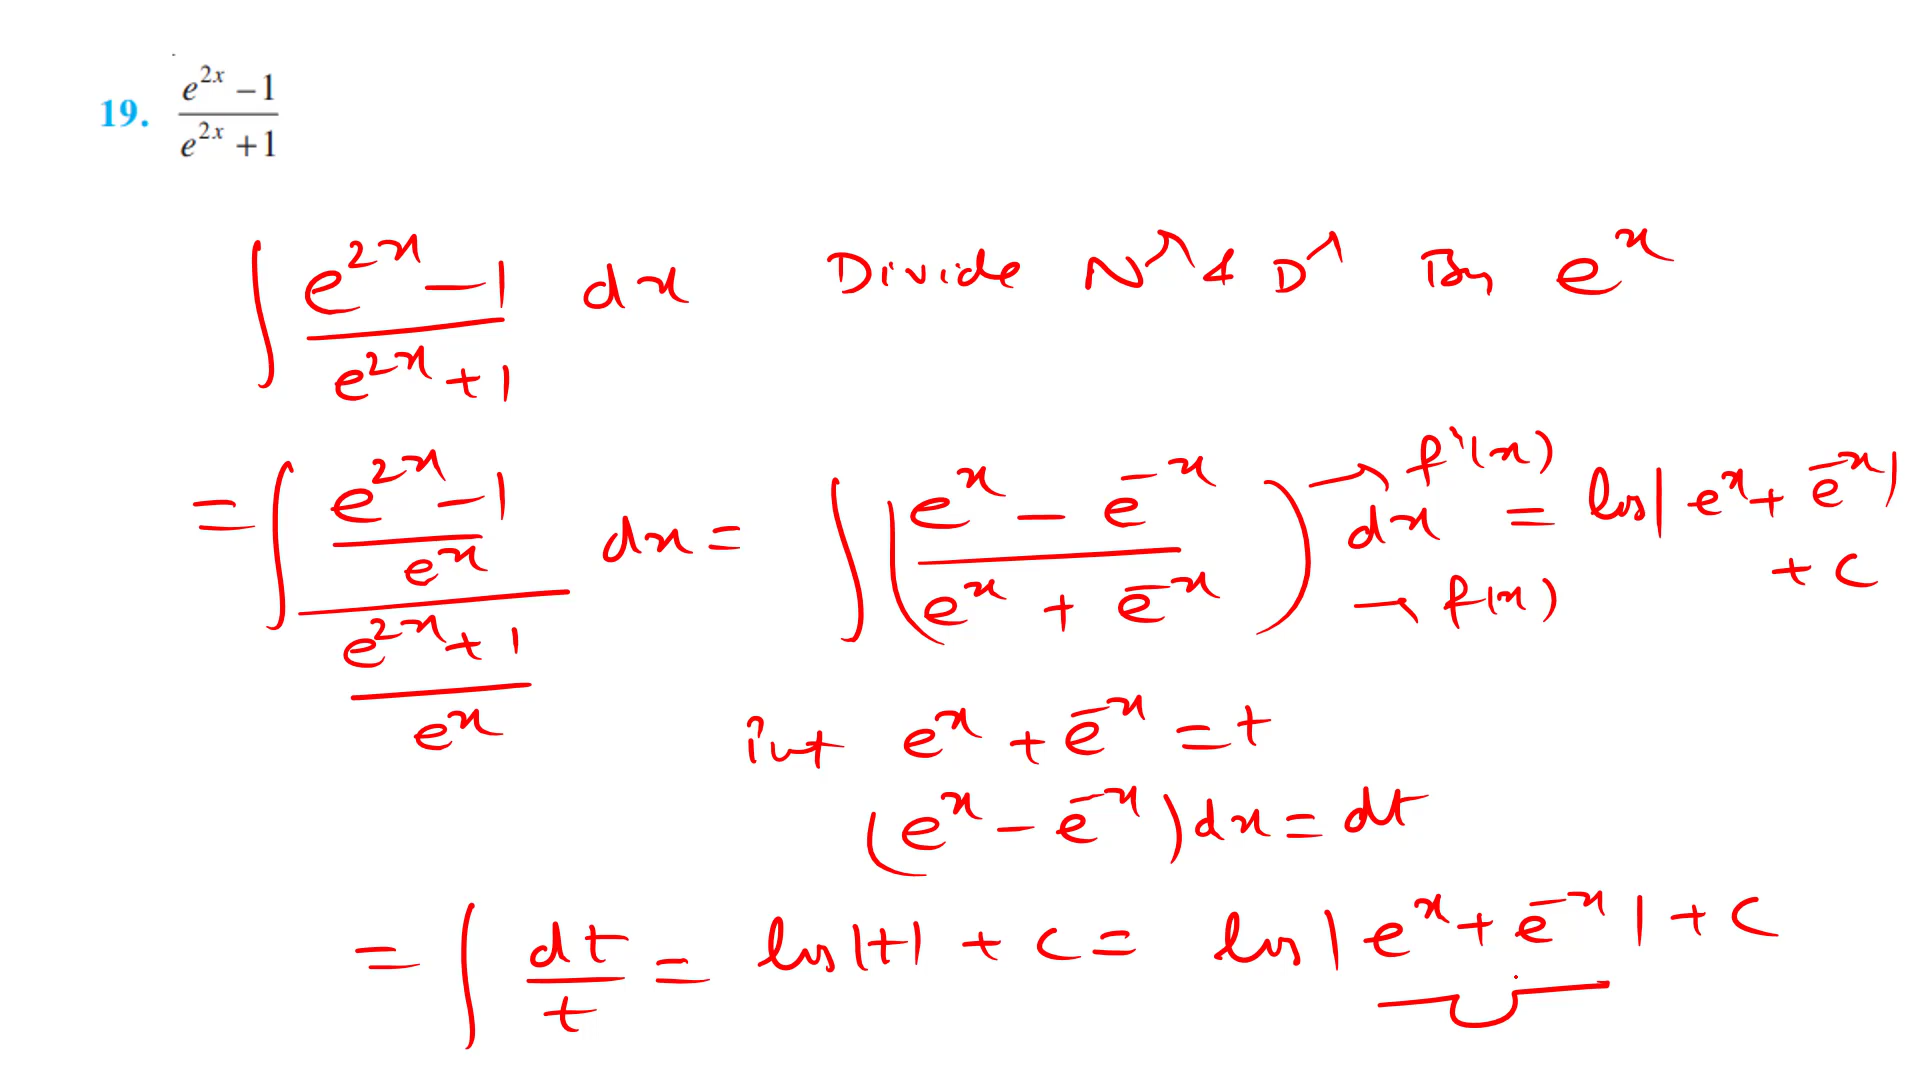 19. (e^{2x} − 1)/(e^{2x} + 1)
∫ (e^{2x} − 1)/(e^{2x} + 1) dx Divide N^r & D^r By e^x
= ∫ ((e^{2x} − 1)/e^x)/((e^{2x} + 1)/e^x) dx = ∫ ((e^x − e^{−x})/(e^x + e^{−x})) dx → f'(x) → f(x) = log|e^x + e^{−x}| + c
Put e^x + e^{−x} = t
(e^x − e^{−x}) dx = dt
= ∫ dt/t = log|t| + c = log|e^x + e^{−x}| + c